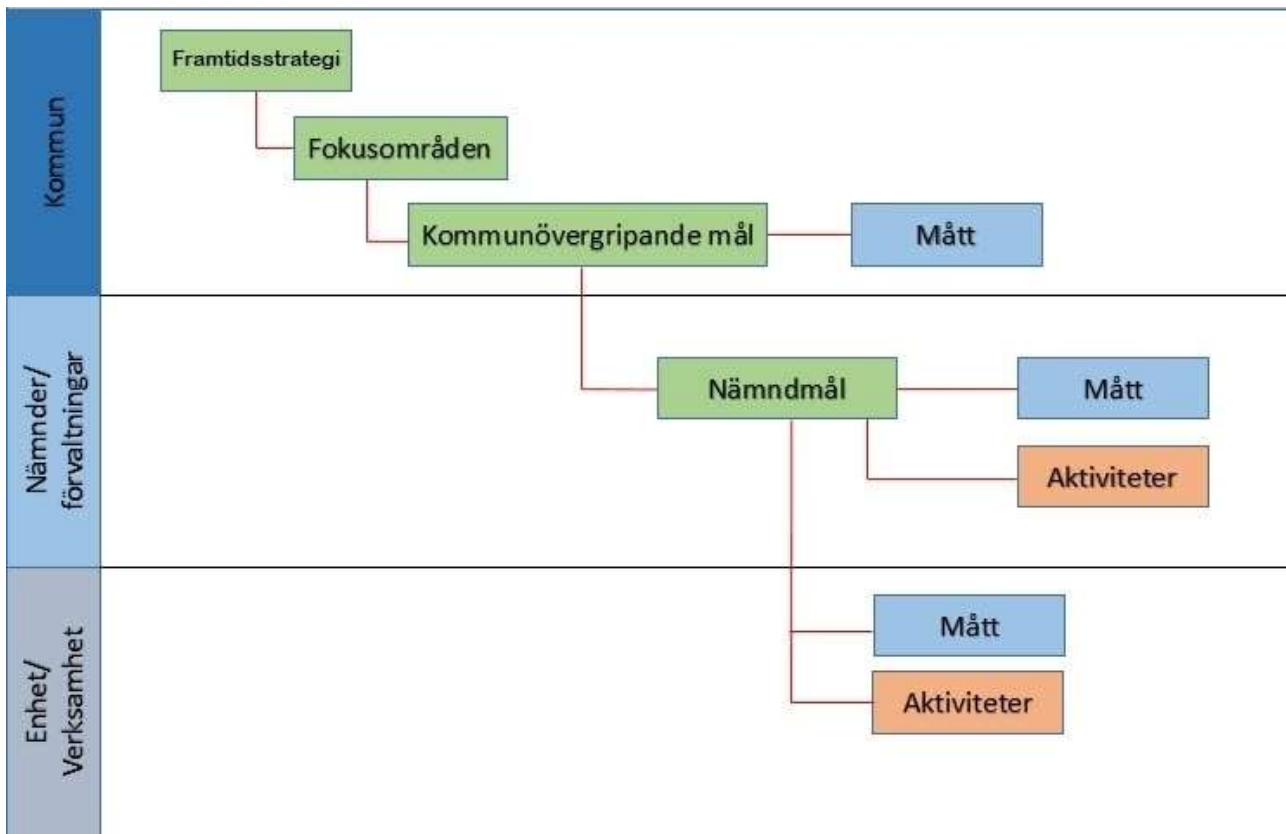 Kommun
Framtidsstrategi
Fokusområden
Kommunövergripande mål
Mått
Nämnder/
förvaltningar
Nämndmål
Mått
Aktiviteter
Enhet/
Verksamhet
Mått
Aktiviteter